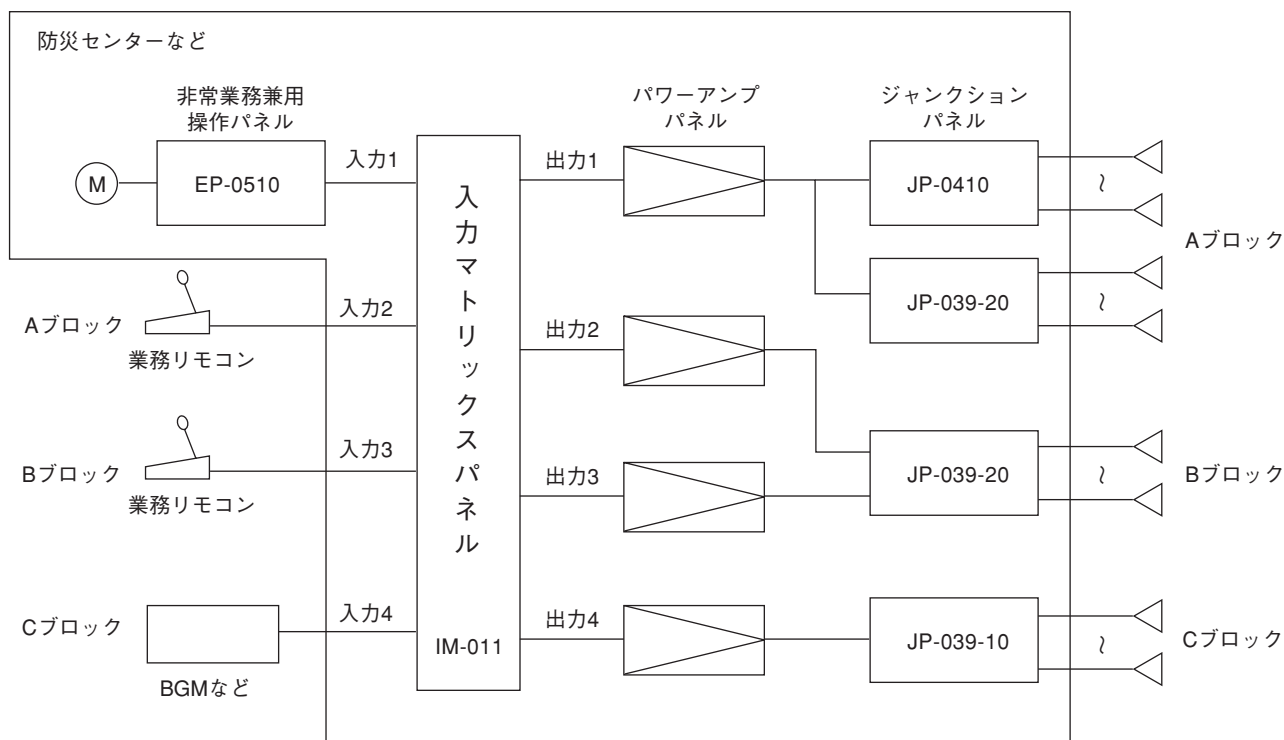 防災センターなど
非常業務兼用
操作パネル
パワーアンプ
パネル
ジャンクション
パネル
M
EP-0510
入力1
入力マトリックスパネル
出力1
JP-0410
~
Aブロック
JP-039-20
~
Aブロック
業務リモコン
入力2
出力2
Bブロック
業務リモコン
入力3
出力3
JP-039-20
~
Bブロック
Cブロック
BGMなど
入力4
IM-011
出力4
JP-039-10
~
Cブロック